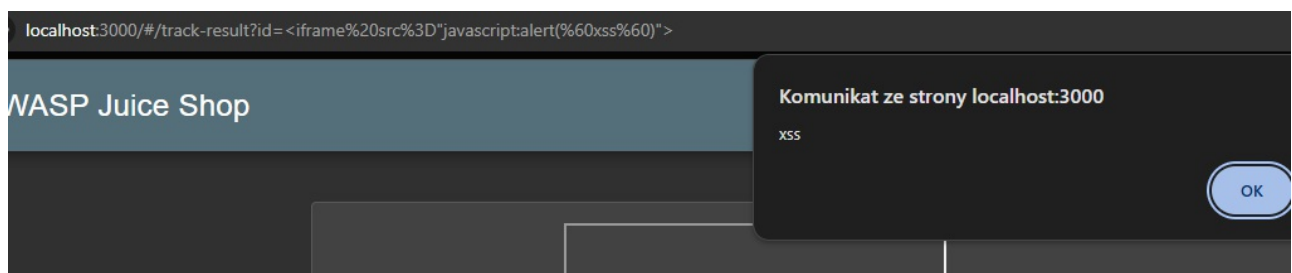 localhost:3000/#/track-result?id=<iframe%20src%3D"javascript:alert(%60xss%60)">
WASP Juice Shop
Komunikat ze strony localhost:3000
xss
OK